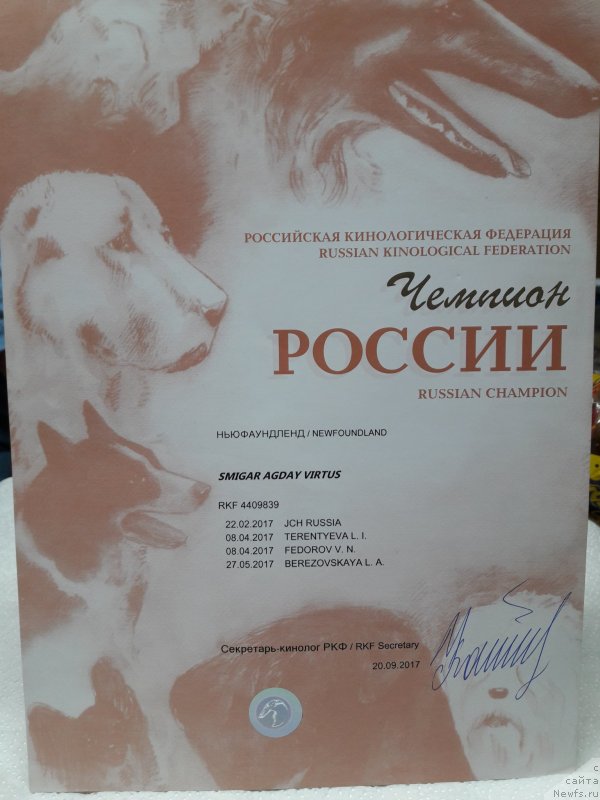 РОССИЙСКАЯ КИНОЛОГИЧЕСКАЯ ФЕДЕРАЦИЯ
RUSSIAN KINOLOGICAL FEDERATION
Чемпион
РОССИИ
RUSSIAN CHAMPION
НЬЮФАУНДЛЕНД / NEWFOUNDLAND
SMIGAR AGDAY VIRTUS
RKF 4409839
22.02.2017 JCH RUSSIA
08.04.2017 TERENTYEVA L. I.
08.04.2017 FEDOROV V. N.
27.05.2017 BEREZOVSKAYA L. A.
Секретарь-кинолог РКФ / RKF Secretary
20.09.2017
с
сайта
Newfs.ru